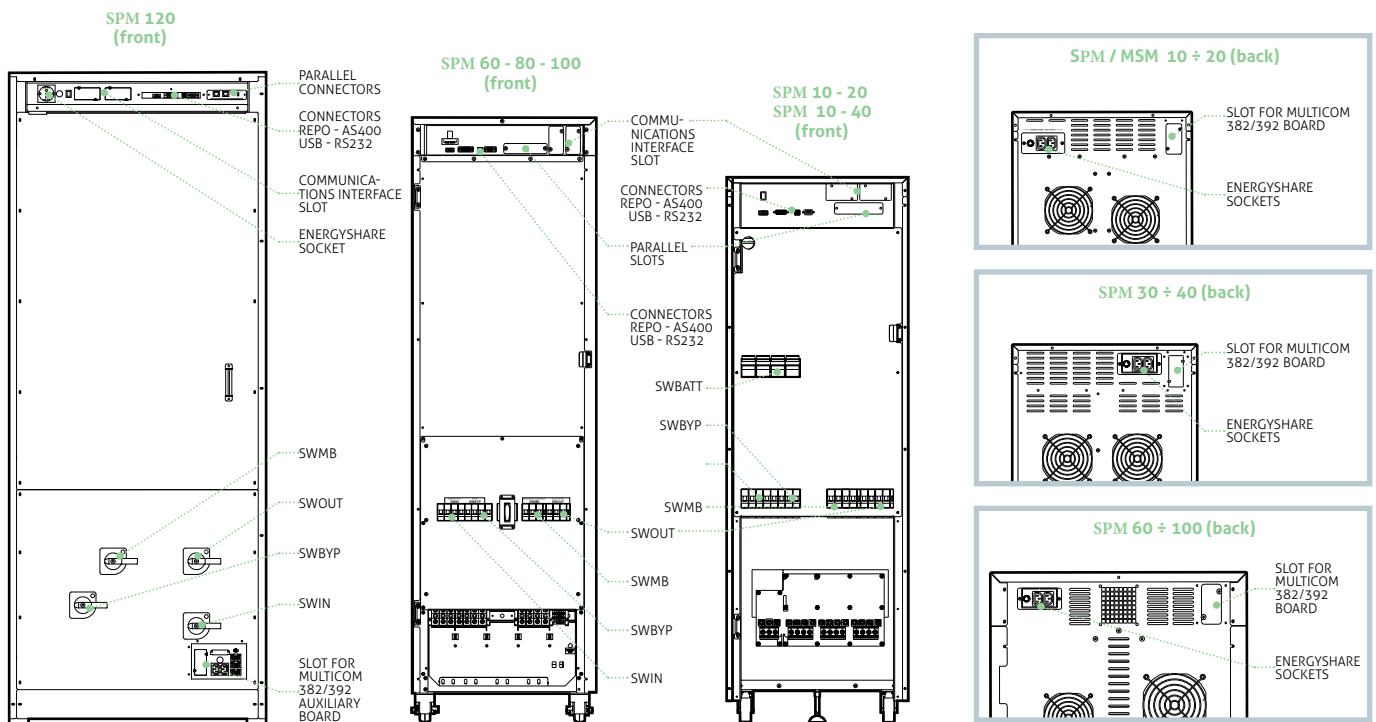 SPM 120
(front)
PARALLEL
CONNECTORS
CONNECTORS
REPO - AS400
USB - RS232
COMMUNICA-
TIONS INTERFACE
SLOT
ENERGYSHARE
SOCKET
SWMB
SWOUT
SWBYP
SWIN
SLOT FOR
MULTICOM
382/392
AUXILIARY
BOARD
SPM 60 - 80 - 100
(front)
SWIN
SWBYP
SWMB
SWOUT
COMMU-
NICATIONS
INTERFACE
SLOT
CONNECTORS
REPO - AS400
USB - RS232
PARALLEL
SLOTS
CONNECTORS
REPO - AS400
USB - RS232
SWBATT
SWBYP
SWMB
SWOUT
SWMB
SWBYP
SWIN
SPM 10 - 20
SPM 10 - 40
(front)
SPM / MSM 10 ÷ 20 (back)
SLOT FOR MULTICOM
382/392 BOARD
ENERGYSHARE
SOCKETS
SPM 30 ÷ 40 (back)
SLOT FOR MULTICOM
382/392 BOARD
ENERGYSHARE
SOCKETS
SPM 60 ÷ 100 (back)
SLOT FOR
MULTICOM
382/392
BOARD
ENERGYSHARE
SOCKETS